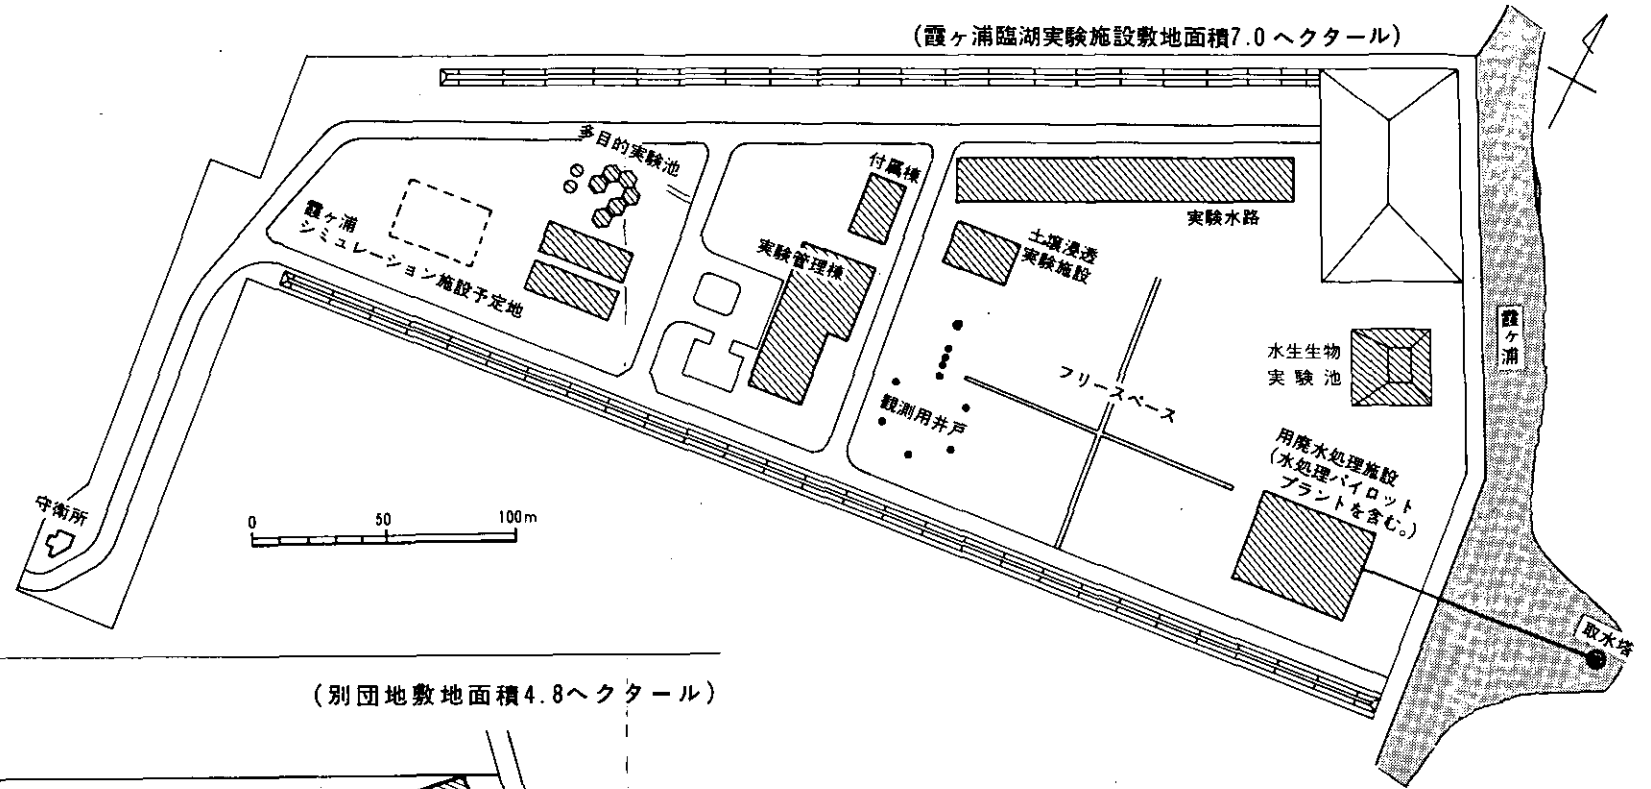 (霞ヶ浦臨湖実験施設敷地面積7.0ヘクタール)
多目的実験池
付属棟
霞ヶ浦
シミュレーション施設予定地
実験管理棟
実験水路
土壌浸透
実験施設
霞ヶ浦
水生生物
実験池
フリースペース
観測用井戸
用廃水処理施設
(水処理パイロット
プラントを含む。)
守衛所
0 50 100m
取水塔
(別団地敷地面積4.8ヘクタール)